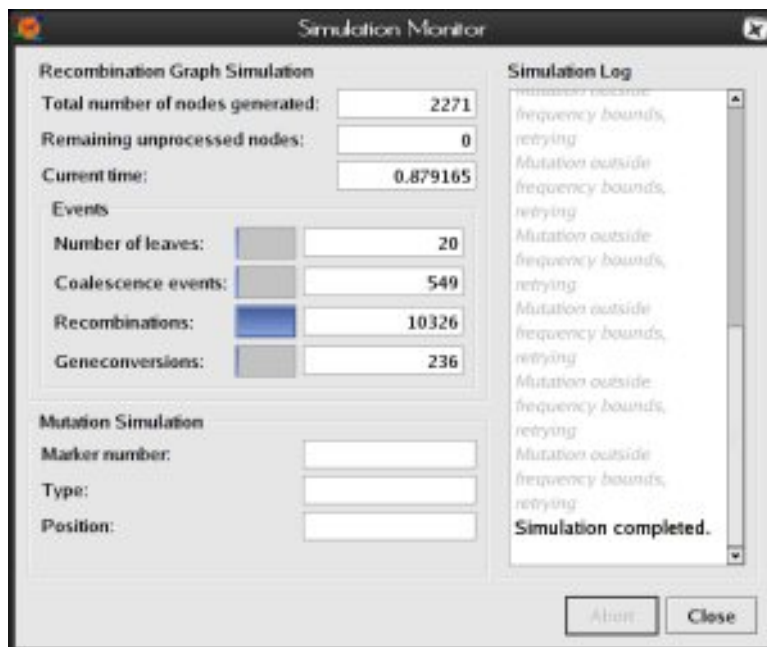 Simulation Monitor
Recombination Graph Simulation
Total number of nodes generated: 2271
Remaining unprocessed nodes: 0
Current time: 0.879165
Events
Number of leaves: 20
Coalescence events: 549
Recombinations: 10326
Geneconversions: 236
Mutation Simulation
Marker number:
Type:
Position:
Simulation Log
Mutation outside
frequency bounds,
retrying
Mutation outside
frequency bounds,
retrying
Mutation outside
frequency bounds,
retrying
Mutation outside
frequency bounds,
retrying
Mutation outside
frequency bounds,
retrying
Mutation outside
frequency bounds,
retrying
Simulation completed.
Abort Close